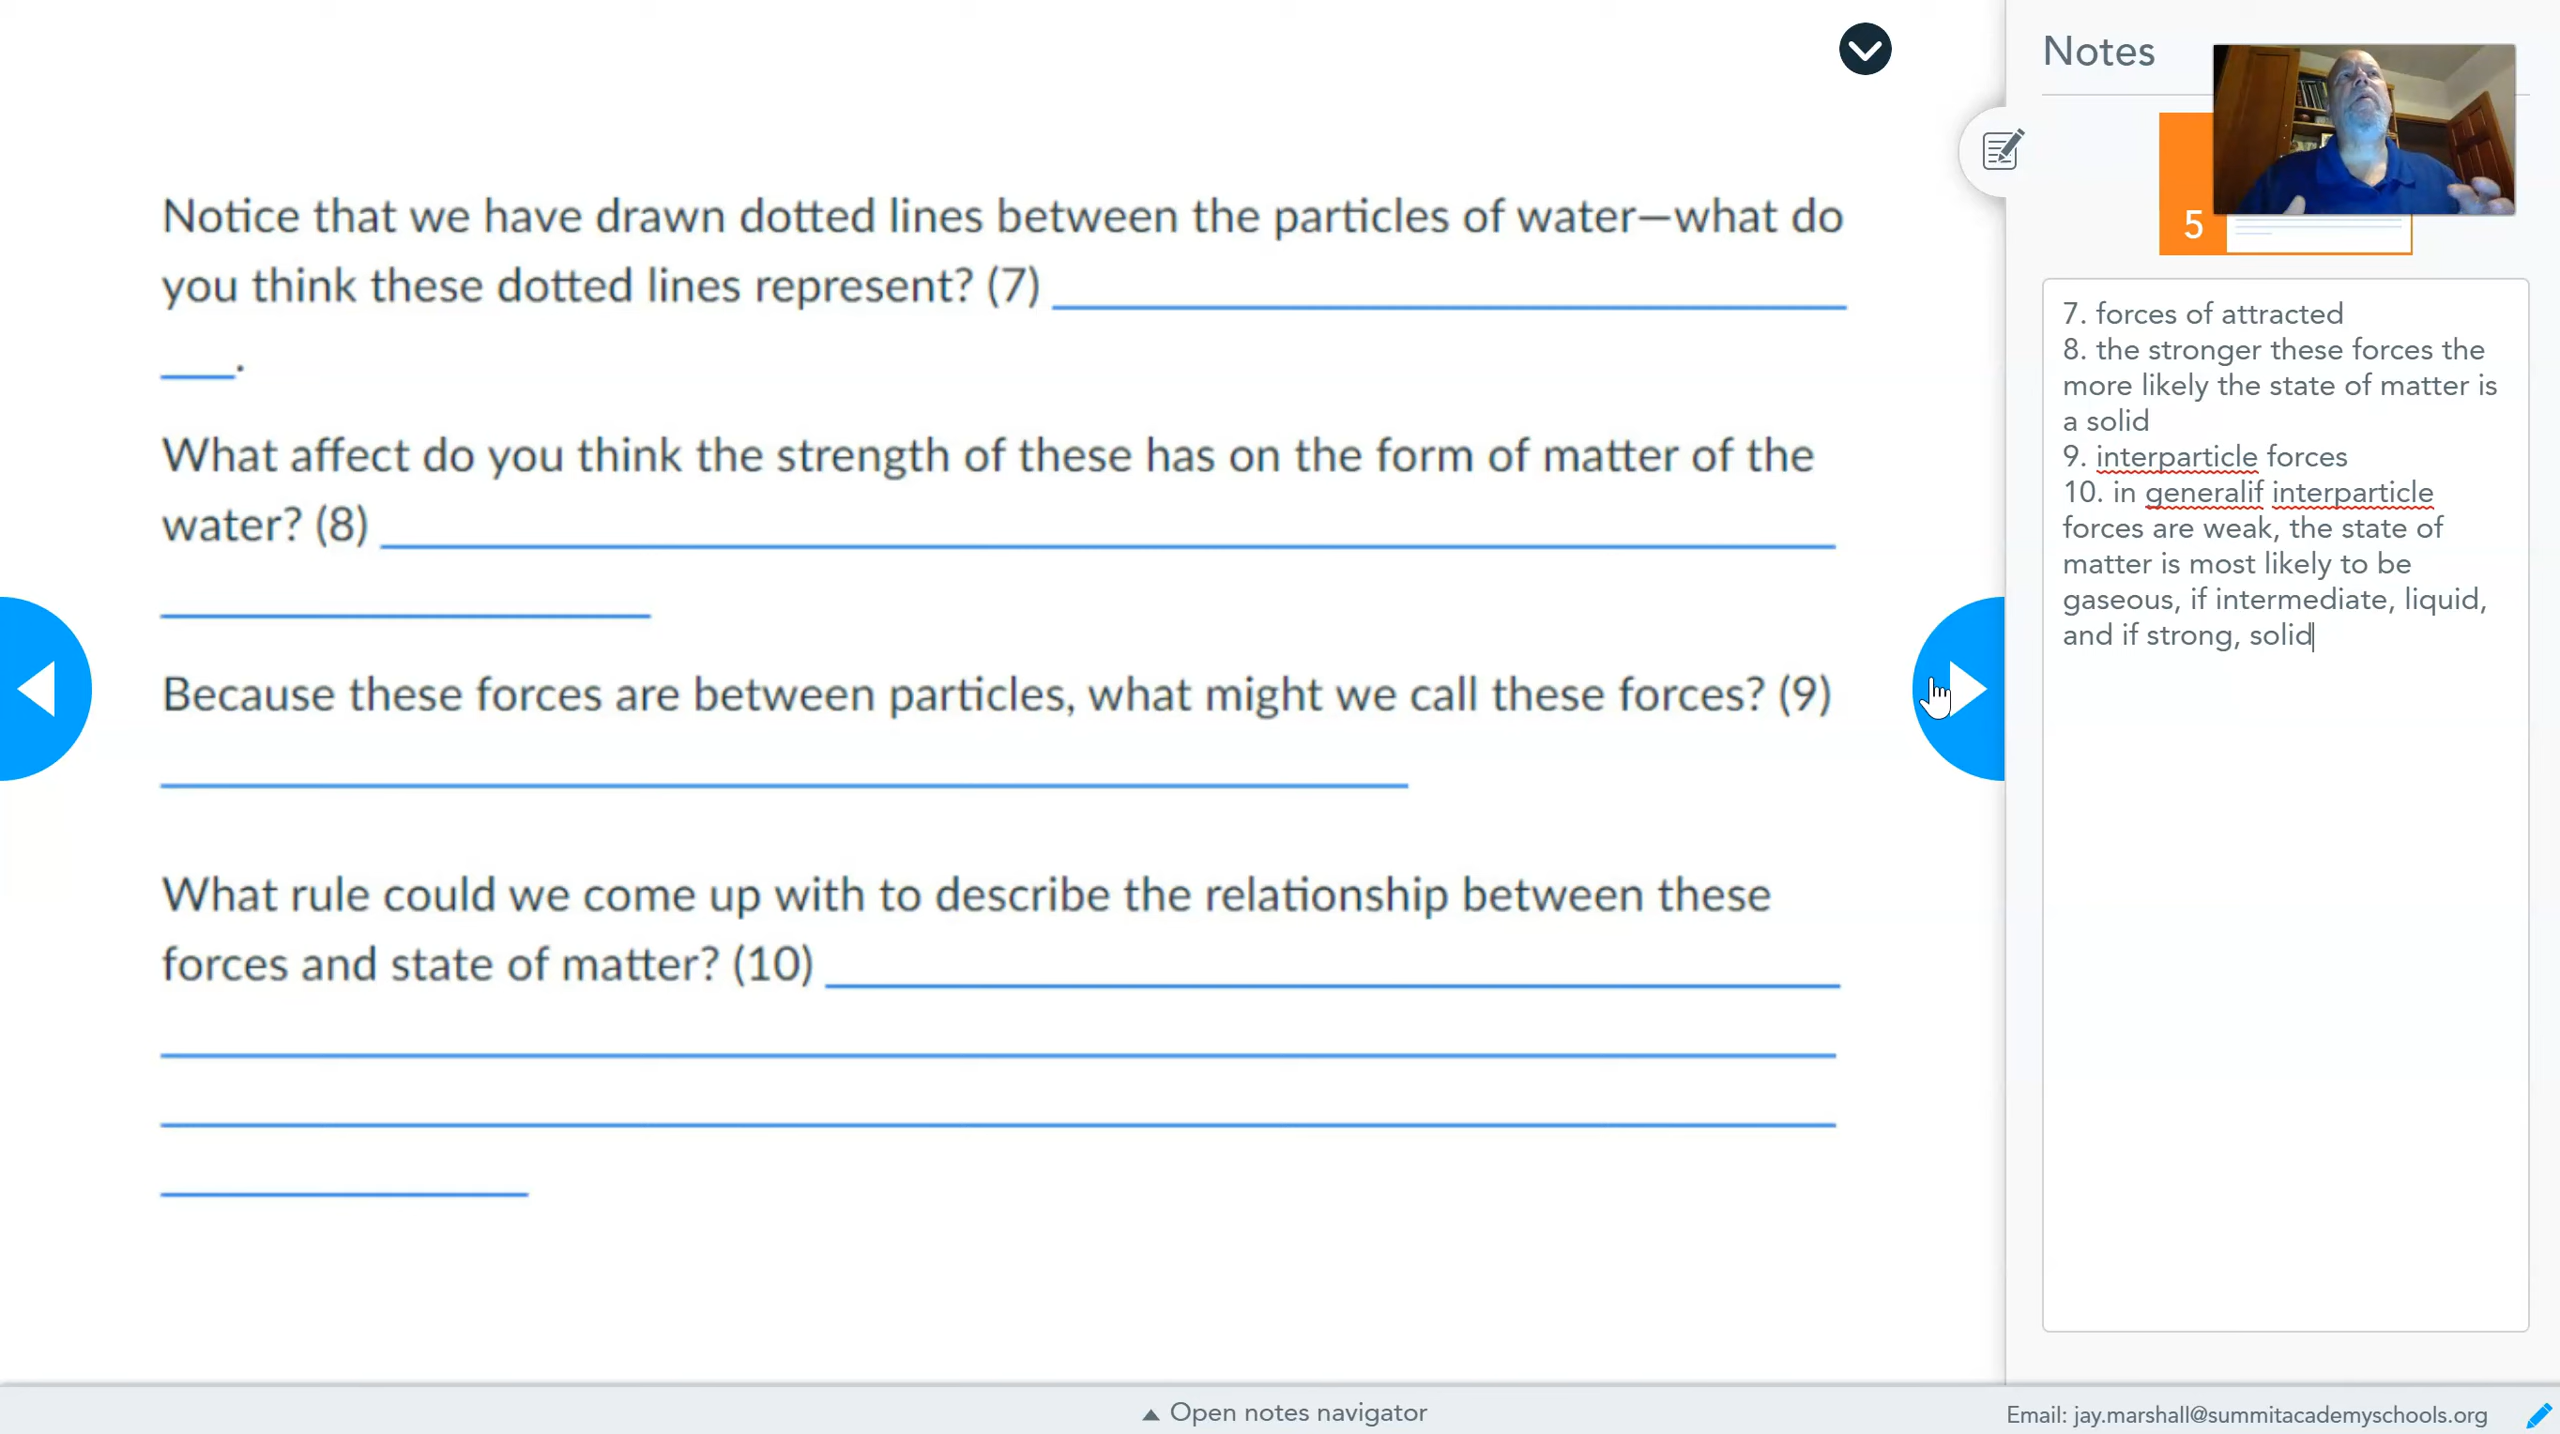 Notice that we have drawn dotted lines between the particles of water—what do
you think these dotted lines represent? (7) ____
___.
What affect do you think the strength of these has on the form of matter of the
water? (8) ____
Because these forces are between particles, what might we call these forces? (9)
What rule could we come up with to describe the relationship between these
forces and state of matter? (10) ____
Notes
5
7. forces of attracted
8. the stronger these forces the
more likely the state of matter is
a solid
9. interparticle forces
10. in generalif interparticle
forces are weak, the state of
matter is most likely to be
gaseous, if intermediate, liquid,
and if strong, solid
▲ Open notes navigator
Email: jay.marshall@summitacademyschools.org